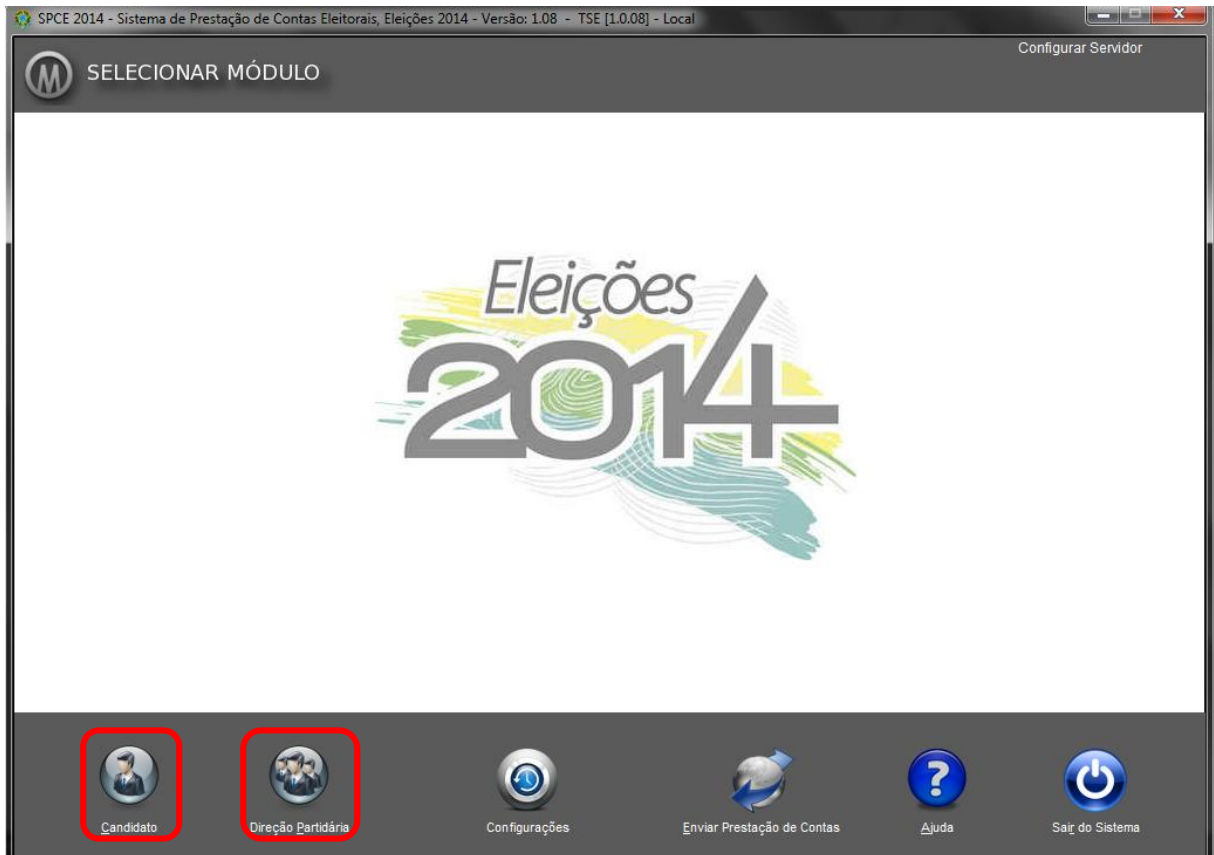 SPCE 2014 - Sistema de Prestação de Contas Eleitorais, Eleições 2014 - Versão: 1.08 - TSE [1.0.08] - Local
Configurar Servidor
M SELECIONAR MÓDULO
Eleições
2014
Candidato
Direção Partidária
Configurações
Enviar Prestação de Contas
Ajuda
Sair do Sistema